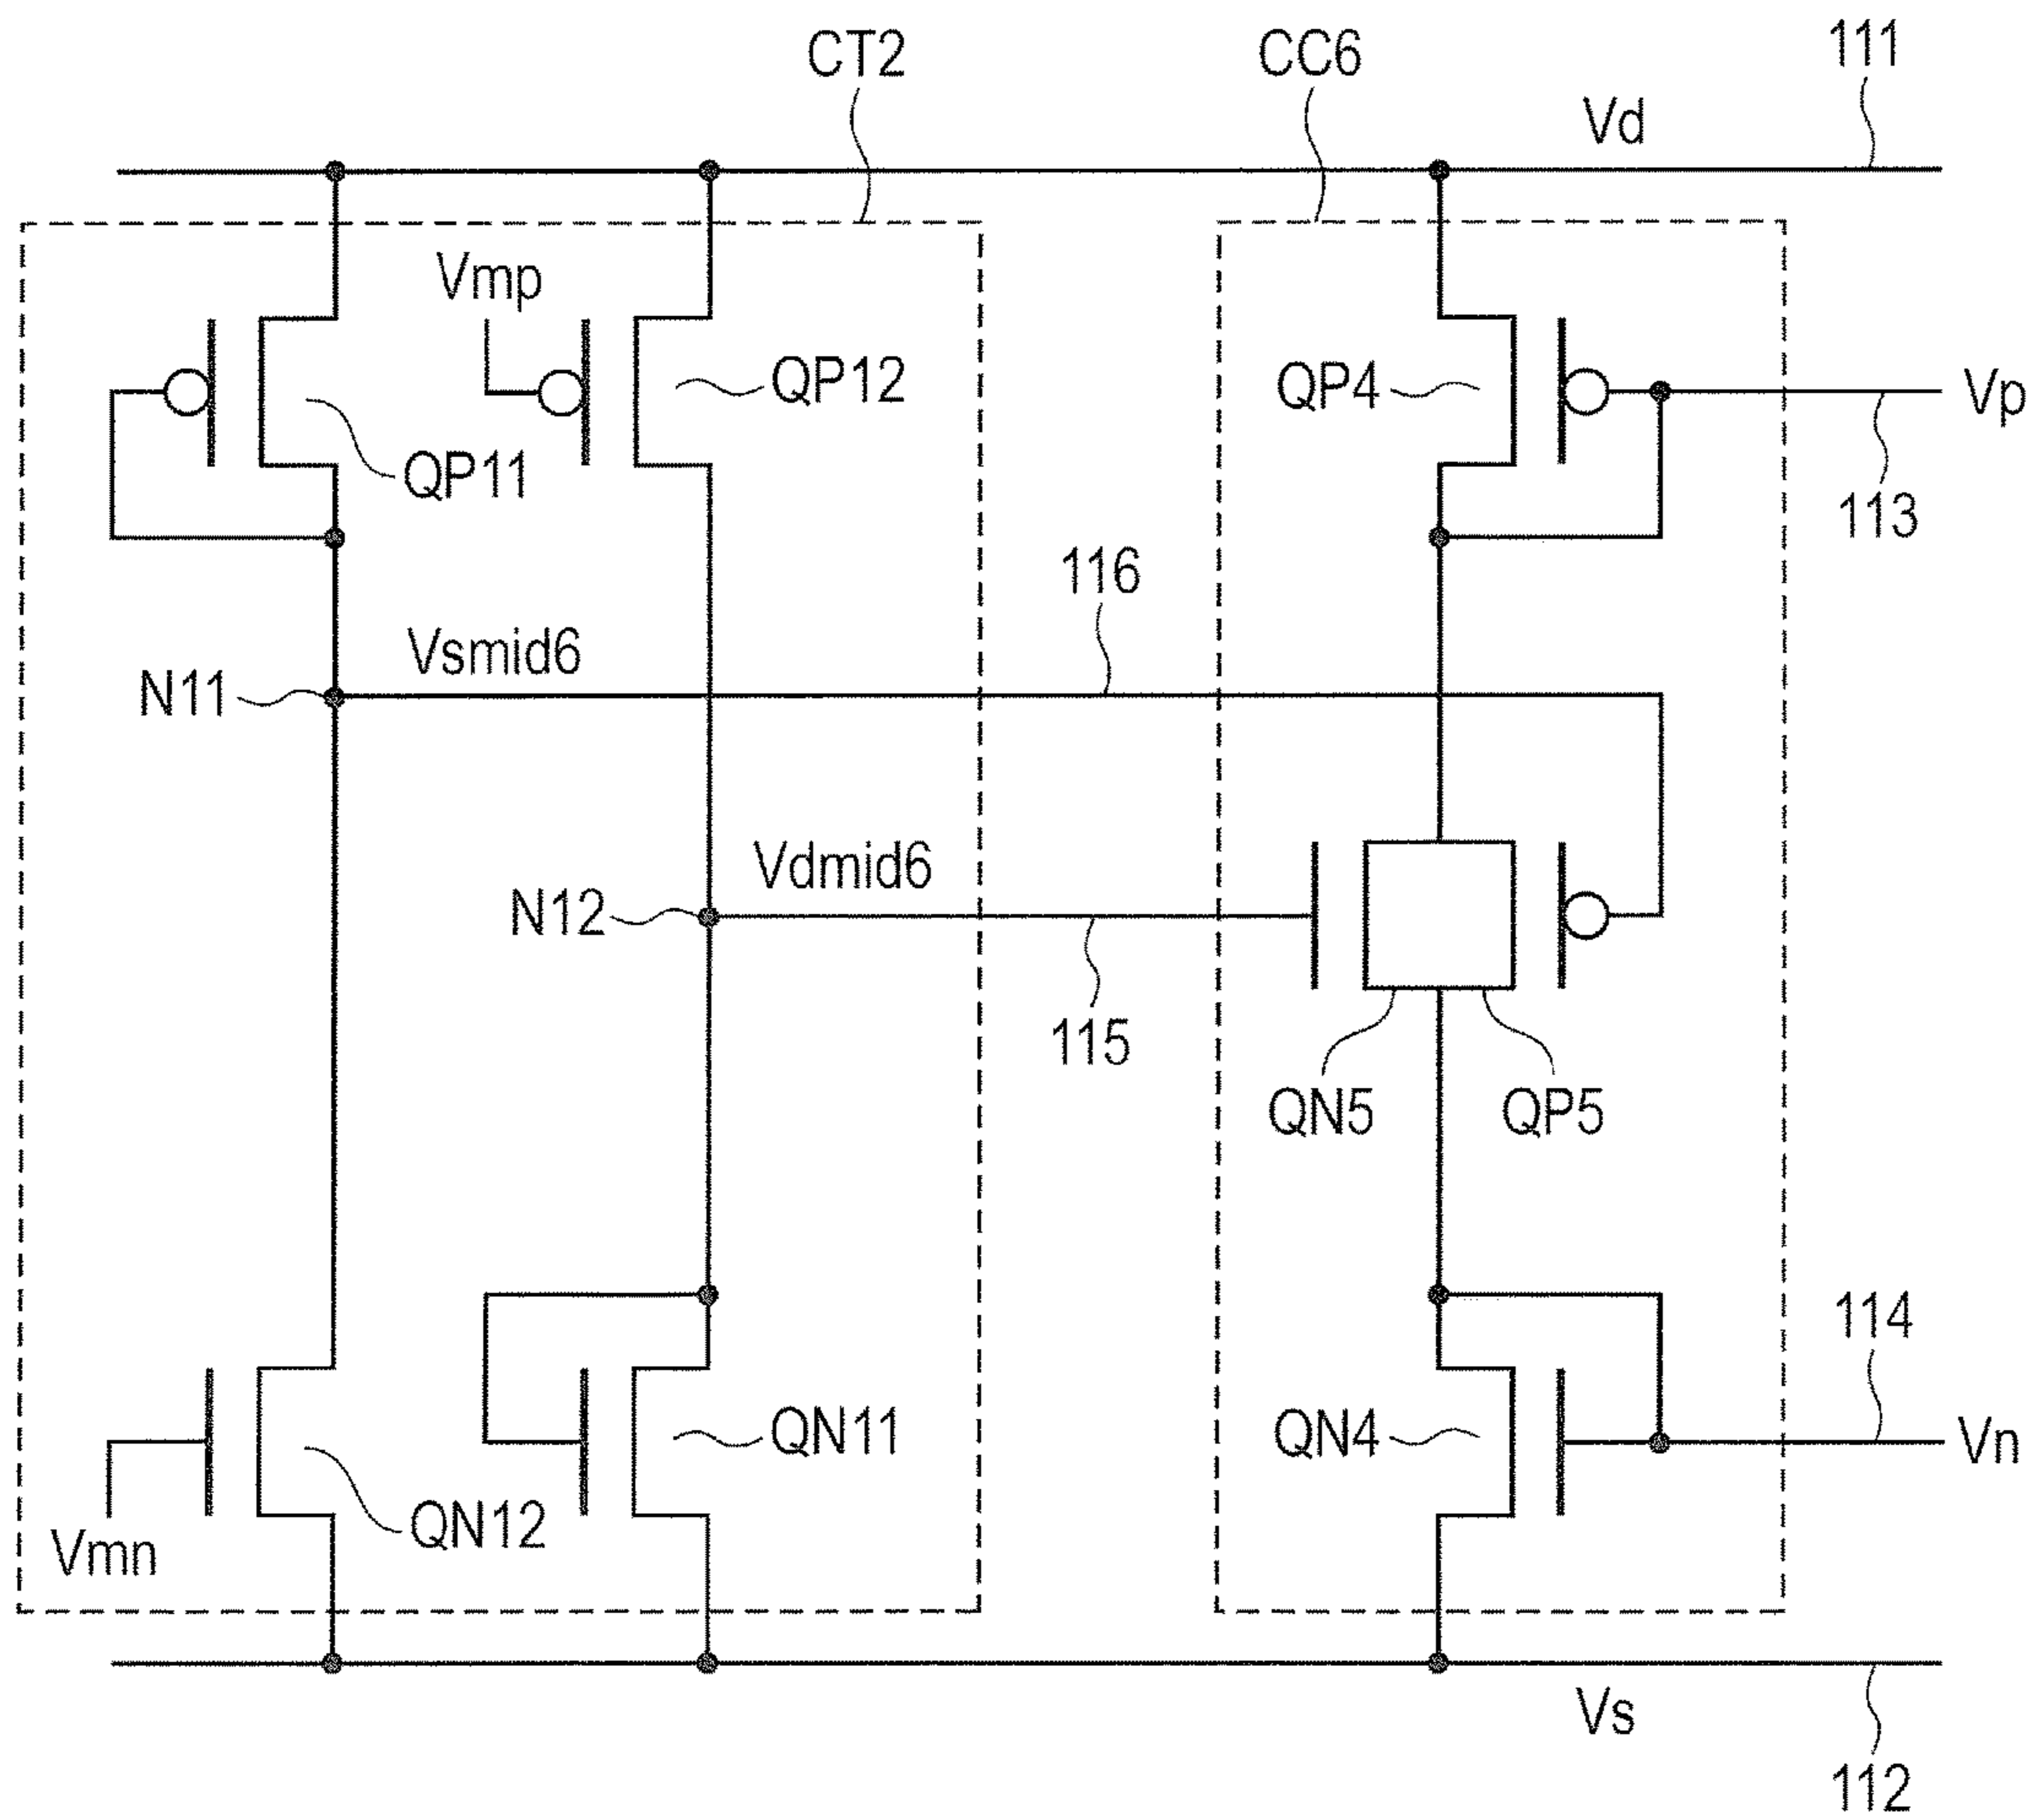 CT2
CC6
111
Vd
Vmp
QP12
QP4
Vp
QP11
113
116
Vsmid6
N11
Vdmid6
N12
115
QN5
QP5
114
QN11
QN4
Vn
QN12
Vmn
Vs
112